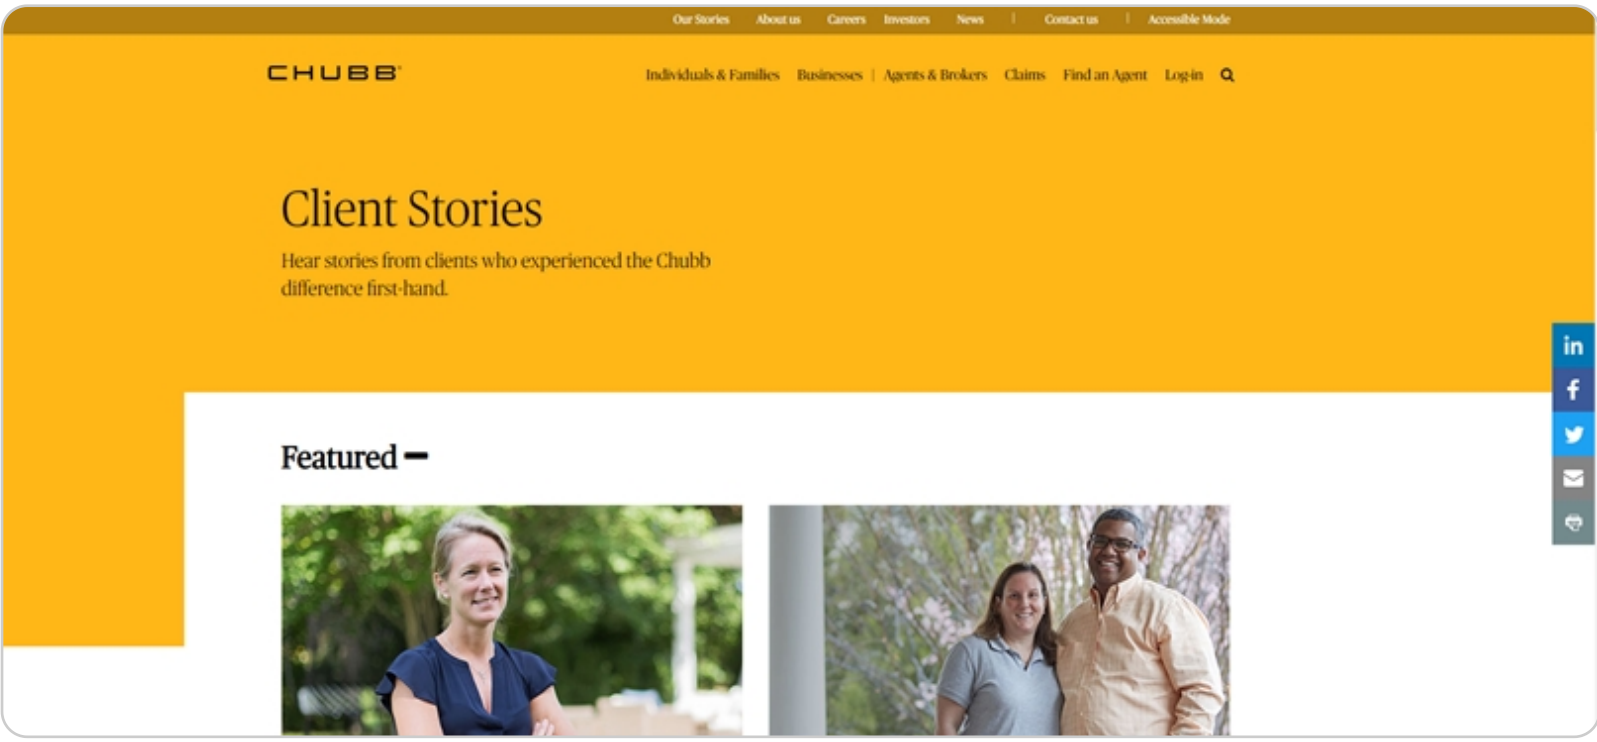 Our Stories About us Careers Investors News | Contact us | Accessible Mode
CHUBB®
Individuals & Families Businesses | Agents & Brokers Claims Find an Agent Log-in
Client Stories
Hear stories from clients who experienced the Chubb
difference first-hand.
in
f
Featured